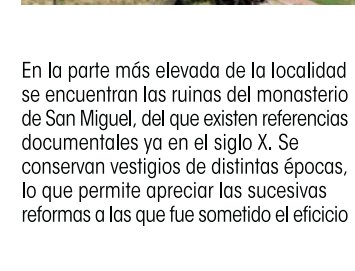 En la parte más elevada de la localidad
se encuentran las ruinas del monasterio
de San Miguel, del que existen referencias
documentales ya en el siglo X. Se
conservan vestigios de distintas épocas,
lo que permite apreciar las sucesivas
reformas a las que fue sometido el eficicio